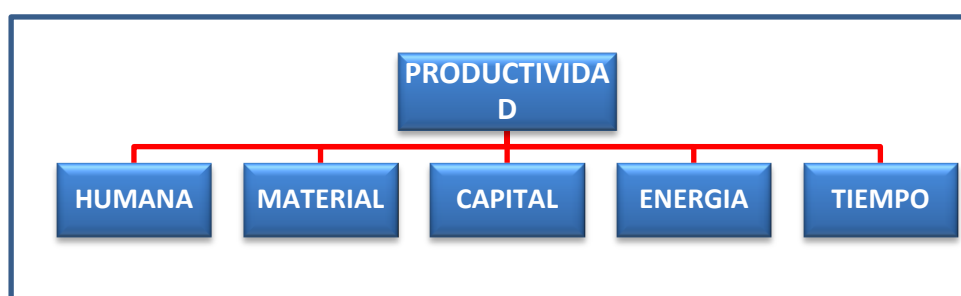 PRODUCTIVIDA
D
HUMANA
MATERIAL
CAPITAL
ENERGIA
TIEMPO